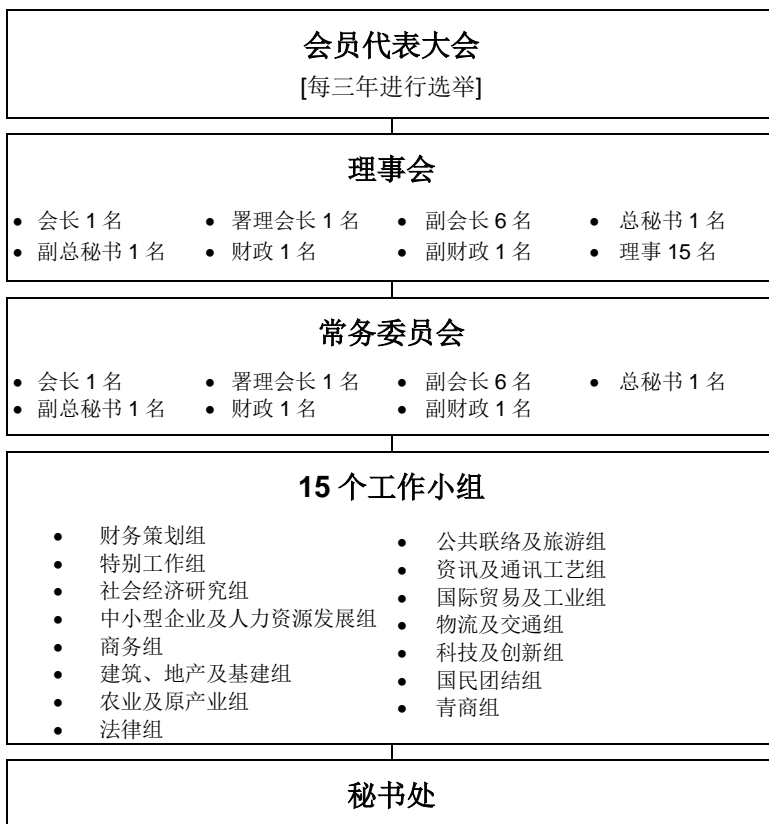 会员代表大会
[每三年进行选举]
理事会
• 会长 1 名 • 署理会长 1 名 • 副会长 6 名 • 总秘书 1 名
• 副总秘书 1 名 • 财政 1 名 • 副财政 1 名 • 理事 15 名
常务委员会
• 会长 1 名 • 署理会长 1 名 • 副会长 6 名 • 总秘书 1 名
• 副总秘书 1 名 • 财政 1 名 • 副财政 1 名
15 个工作小组
• 财务策划组
• 特别工作组
• 社会经济研究组
• 中小型企业及人力资源发展组
• 商务组
• 建筑、地产及基建组
• 农业及原产业组
• 法律组
• 公共联络及旅游组
• 资讯及通讯工艺组
• 国际贸易及工业组
• 物流及交通组
• 科技及创新组
• 国民团结组
• 青商组
秘书处